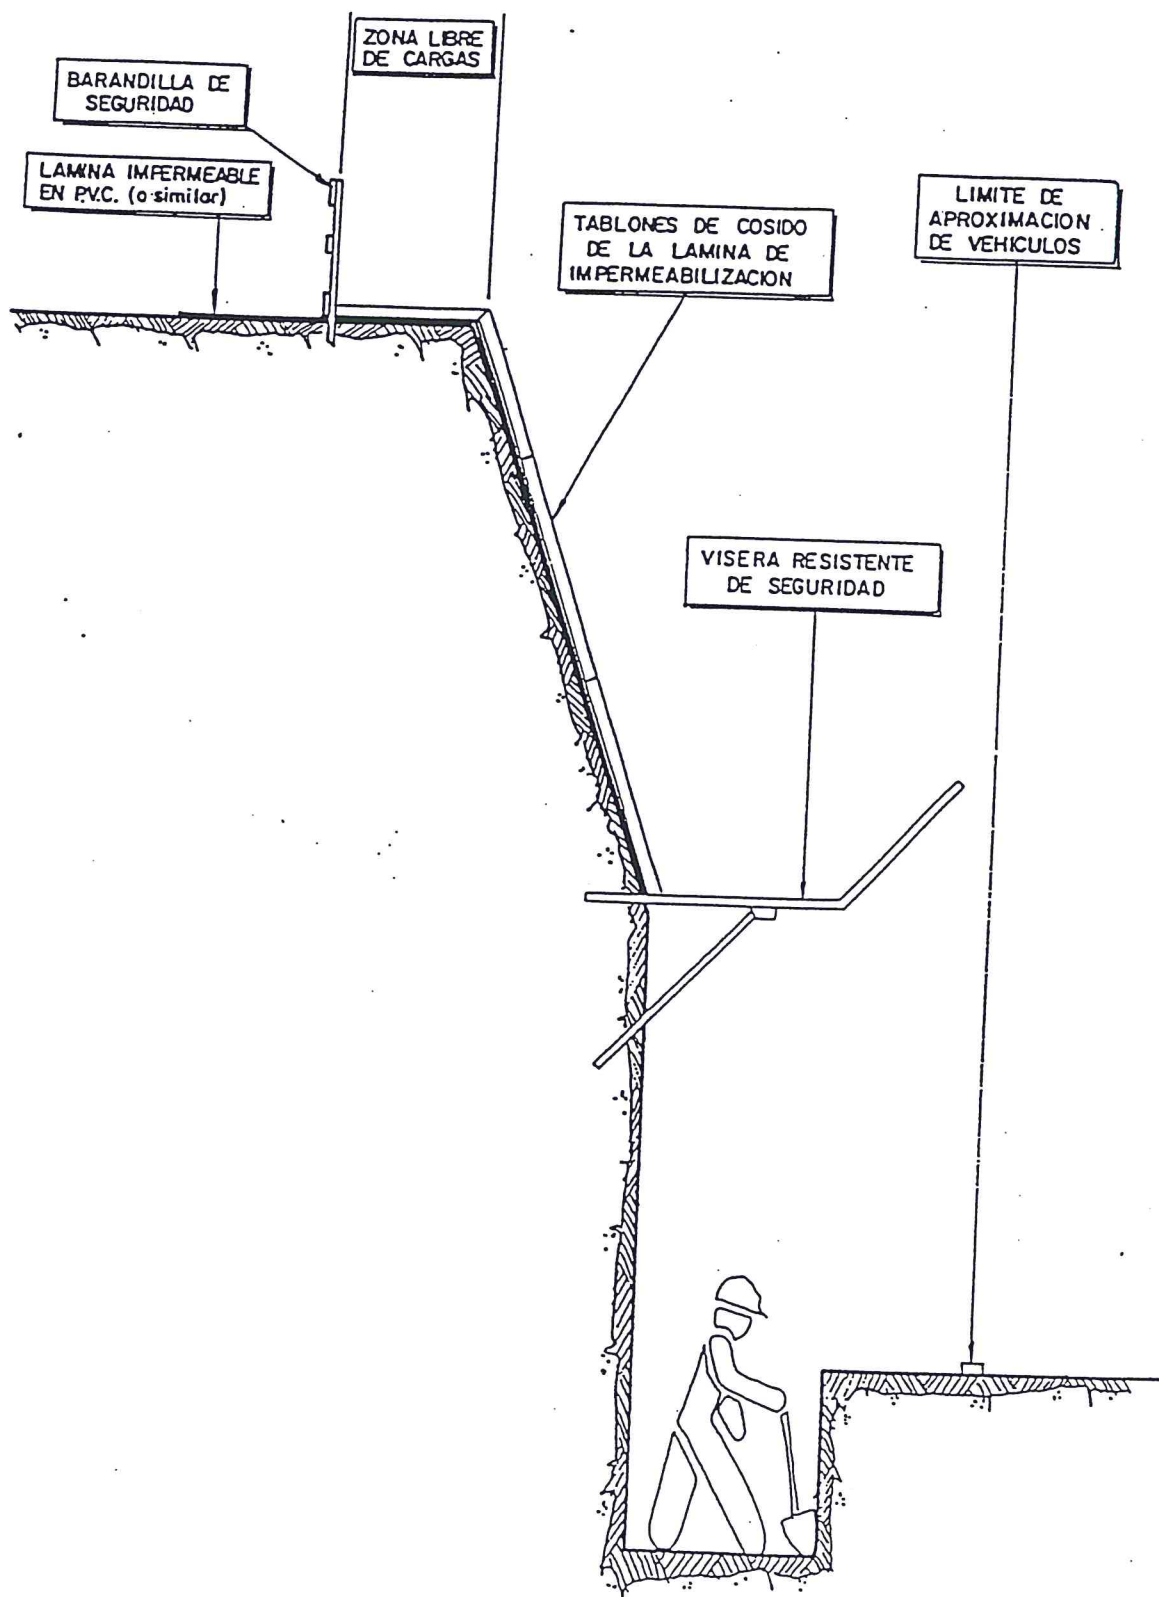 ZONA LIBRE
DE CARGAS
BARANDILLA DE
SEGURIDAD
LAMINA IMPERMEABLE
EN P.V.C. (o similar)
TABLONES DE COSIDO
DE LA LAMINA DE
IMPERMEABILIZACION
LIMITE DE
APROXIMACION
DE VEHICULOS
VISERA RESISTENTE
DE SEGURIDAD